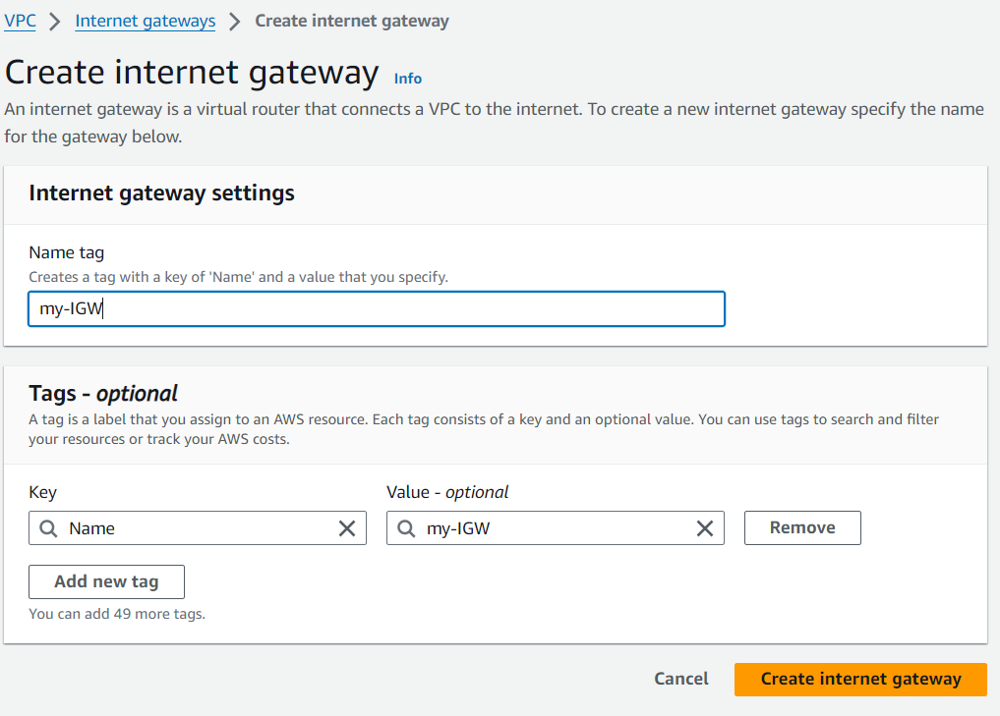 VPC > Internet gateways > Create internet gateway
Create internet gateway Info
An internet gateway is a virtual router that connects a VPC to the internet. To create a new internet gateway specify the name
for the gateway below.
Internet gateway settings
Name tag
Creates a tag with a key of 'Name' and a value that you specify.
my-IGW
Tags - optional
A tag is a label that you assign to an AWS resource. Each tag consists of a key and an optional value. You can use tags to search and filter
your resources or track your AWS costs.
Key Value - optional
Name my-IGW Remove
Add new tag
You can add 49 more tags.
Cancel Create internet gateway